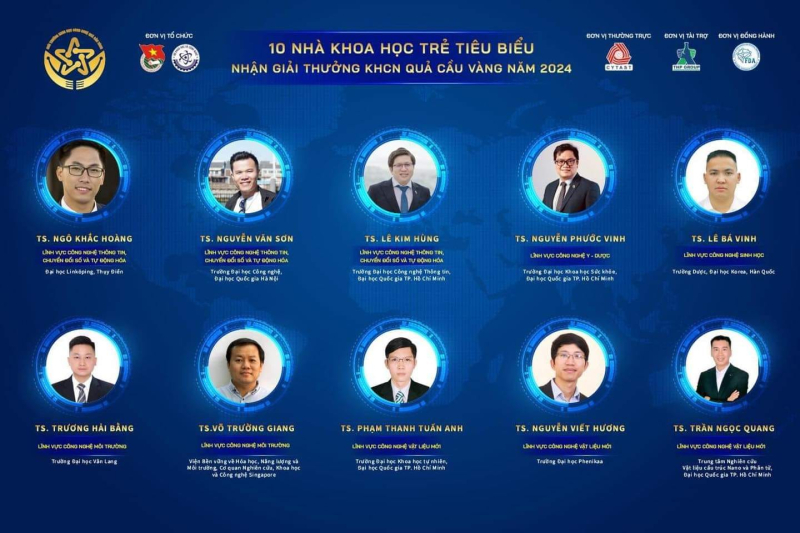 ĐƠN VỊ TỔ CHỨC
10 NHÀ KHOA HỌC TRẺ TIÊU BIỂU
NHẬN GIẢI THƯỞNG KHCN QUẢ CẦU VÀNG NĂM 2024
ĐƠN VỊ THƯỜNG TRỰC
ĐƠN VỊ TÀI TRỢ
ĐƠN VỊ ĐỒNG HÀNH
CYTAST
THP GROUP
TS. NGÔ KHẮC HOÀNG
LĨNH VỰC CÔNG NGHỆ THÔNG TIN,
CHUYỂN ĐỔI SỐ VÀ TỰ ĐỘNG HÓA
Đại học Linköping, Thụy Điển
TS. NGUYỄN VĂN SƠN
LĨNH VỰC CÔNG NGHỆ THÔNG TIN,
CHUYỂN ĐỔI SỐ VÀ TỰ ĐỘNG HÓA
Trường Đại học Công nghệ,
Đại học Quốc gia Hà Nội
TS. LÊ KIM HÙNG
LĨNH VỰC CÔNG NGHỆ THÔNG TIN,
CHUYỂN ĐỔI SỐ VÀ TỰ ĐỘNG HÓA
Trường Đại học Công nghệ Thông tin,
Đại học Quốc gia TP. Hồ Chí Minh
TS. NGUYỄN PHƯỚC VINH
LĨNH VỰC CÔNG NGHỆ Y - DƯỢC
Trường Đại học Khoa học Sức khỏe,
Đại học Quốc gia TP. Hồ Chí Minh
TS. LÊ BÁ VINH
LĨNH VỰC CÔNG NGHỆ SINH HỌC
Trường Dược, Đại học Korea, Hàn Quốc
TS. TRƯƠNG HẢI BẰNG
LĨNH VỰC CÔNG NGHỆ MÔI TRƯỜNG
Trường Đại học Văn Lang
TS.VÕ TRƯỜNG GIANG
LĨNH VỰC CÔNG NGHỆ MÔI TRƯỜNG
Viện Bền vững về Hóa học, Năng lượng và
Môi trường, Cơ quan Nghiên cứu, Khoa học
và Công nghệ Singapore
TS. PHẠM THANH TUẤN ANH
LĨNH VỰC CÔNG NGHỆ VẬT LIỆU MỚI
Trường Đại học Khoa học tự nhiên,
Đại học Quốc gia TP. Hồ Chí Minh
TS. NGUYỄN VIẾT HƯƠNG
LĨNH VỰC CÔNG NGHỆ VẬT LIỆU MỚI
Trường Đại học Phenikaa
TS. TRẦN NGỌC QUANG
LĨNH VỰC CÔNG NGHỆ VẬT LIỆU MỚI
Trung tâm Nghiên cứu
Vật liệu cấu trúc Nano và Phân tử,
Đại học Quốc gia TP. Hồ Chí Minh